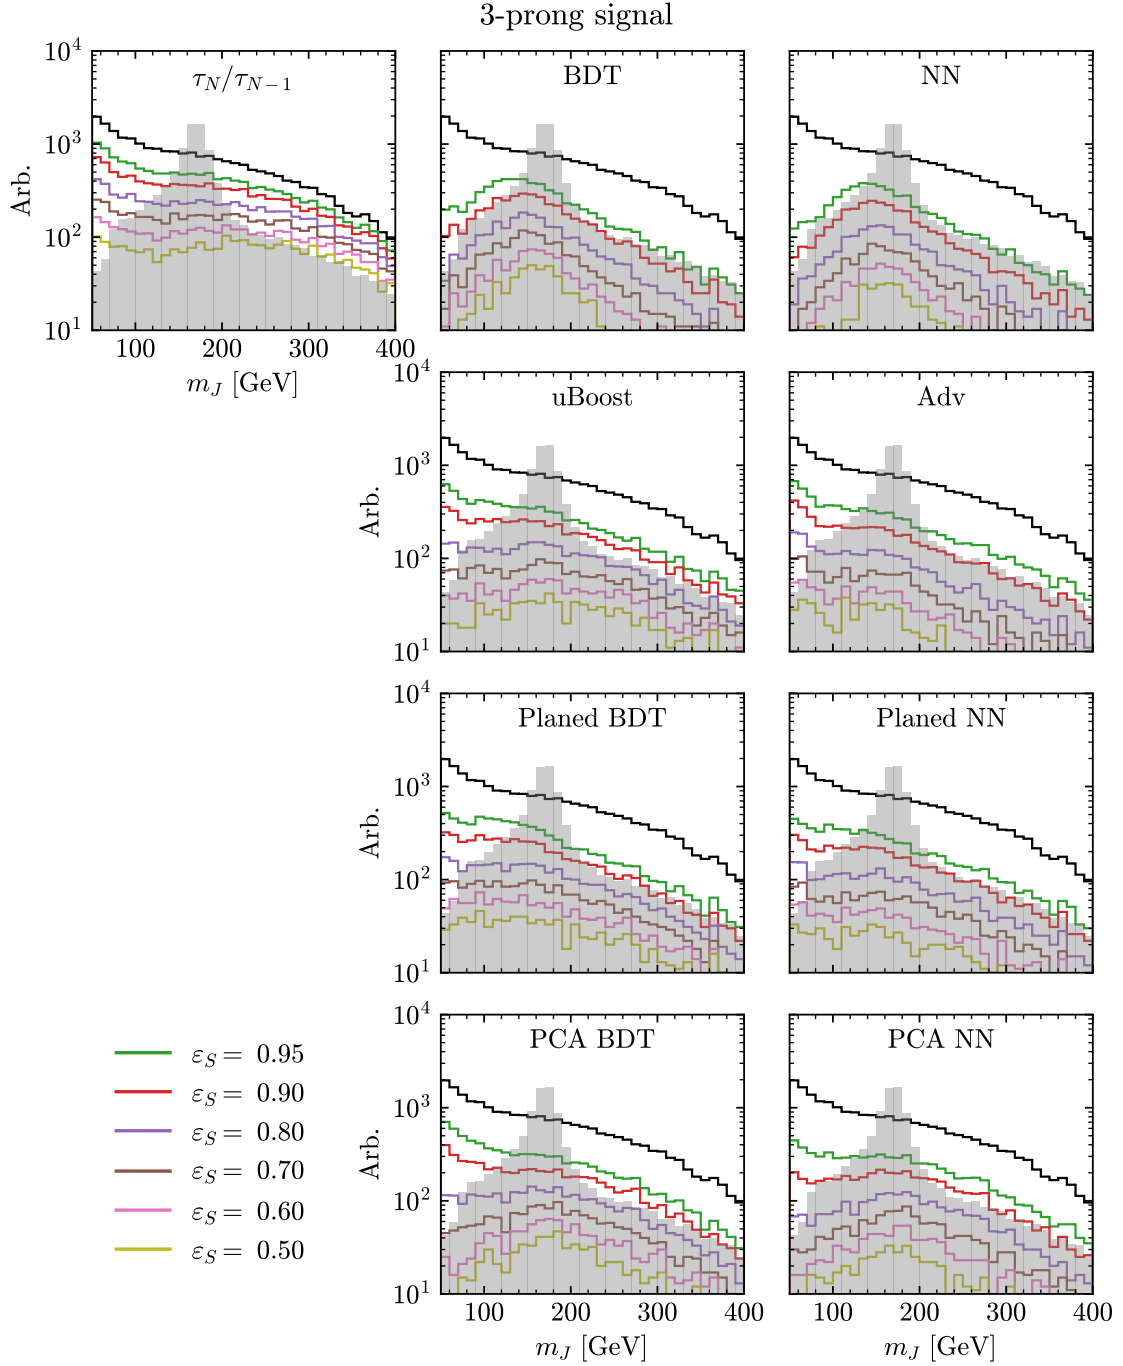 3-prong signal
τ_N/τ_{N−1}
BDT
NN
10^4
10^3
10^2
10^1
Arb.
100
200
300
400
m_J [GeV]
uBoost
Adv
10^4
10^3
10^2
10^1
Arb.
Planed BDT
Planed NN
10^4
10^3
10^2
10^1
Arb.
PCA BDT
PCA NN
10^4
10^3
10^2
10^1
Arb.
ε_S = 0.95
ε_S = 0.90
ε_S = 0.80
ε_S = 0.70
ε_S = 0.60
ε_S = 0.50
100
200
300
400
m_J [GeV]
100
200
300
400
m_J [GeV]